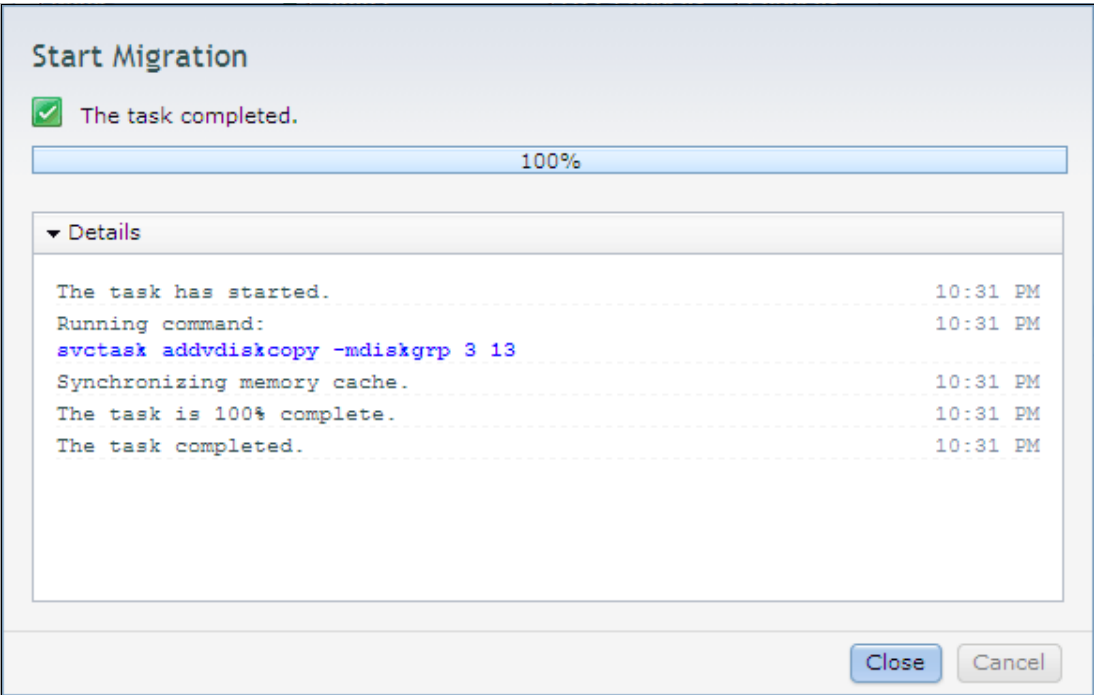 Start Migration
The task completed.
100%
Details
The task has started. 10:31 PM
Running command: 10:31 PM
svctask addvdiskcopy -mdiskgrp 3 13
Synchronizing memory cache. 10:31 PM
The task is 100% complete. 10:31 PM
The task completed. 10:31 PM
Close Cancel